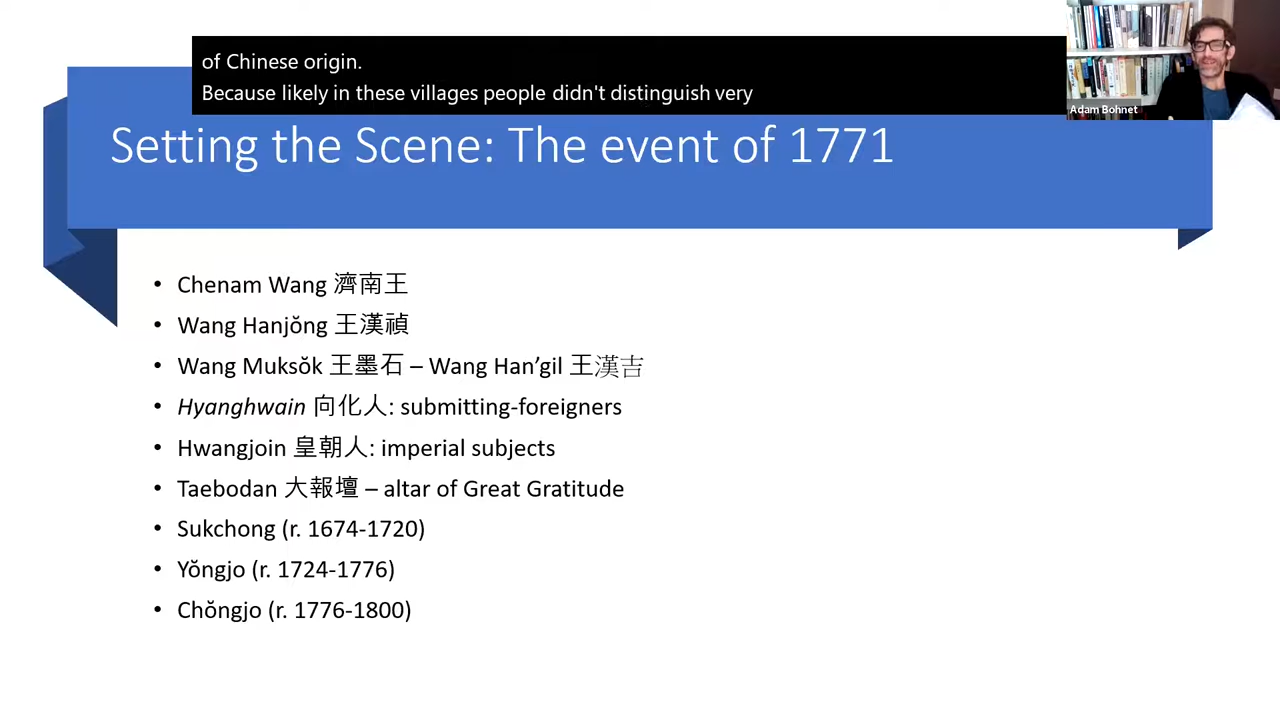 of Chinese origin.
Because likely in these villages people didn't distinguish very
Adam Bohnet
Setting the Scene: The event of 1771
• Chenam Wang 濟南王
• Wang Hanjŏng 王漢禎
• Wang Muksŏk 王墨石 – Wang Han’gil 王漢吉
• Hyanghwain 向化人: submitting-foreigners
• Hwangjoin 皇朝人: imperial subjects
• Taebodan 大報壇 – altar of Great Gratitude
• Sukchong (r. 1674-1720)
• Yŏngjo (r. 1724-1776)
• Chŏngjo (r. 1776-1800)